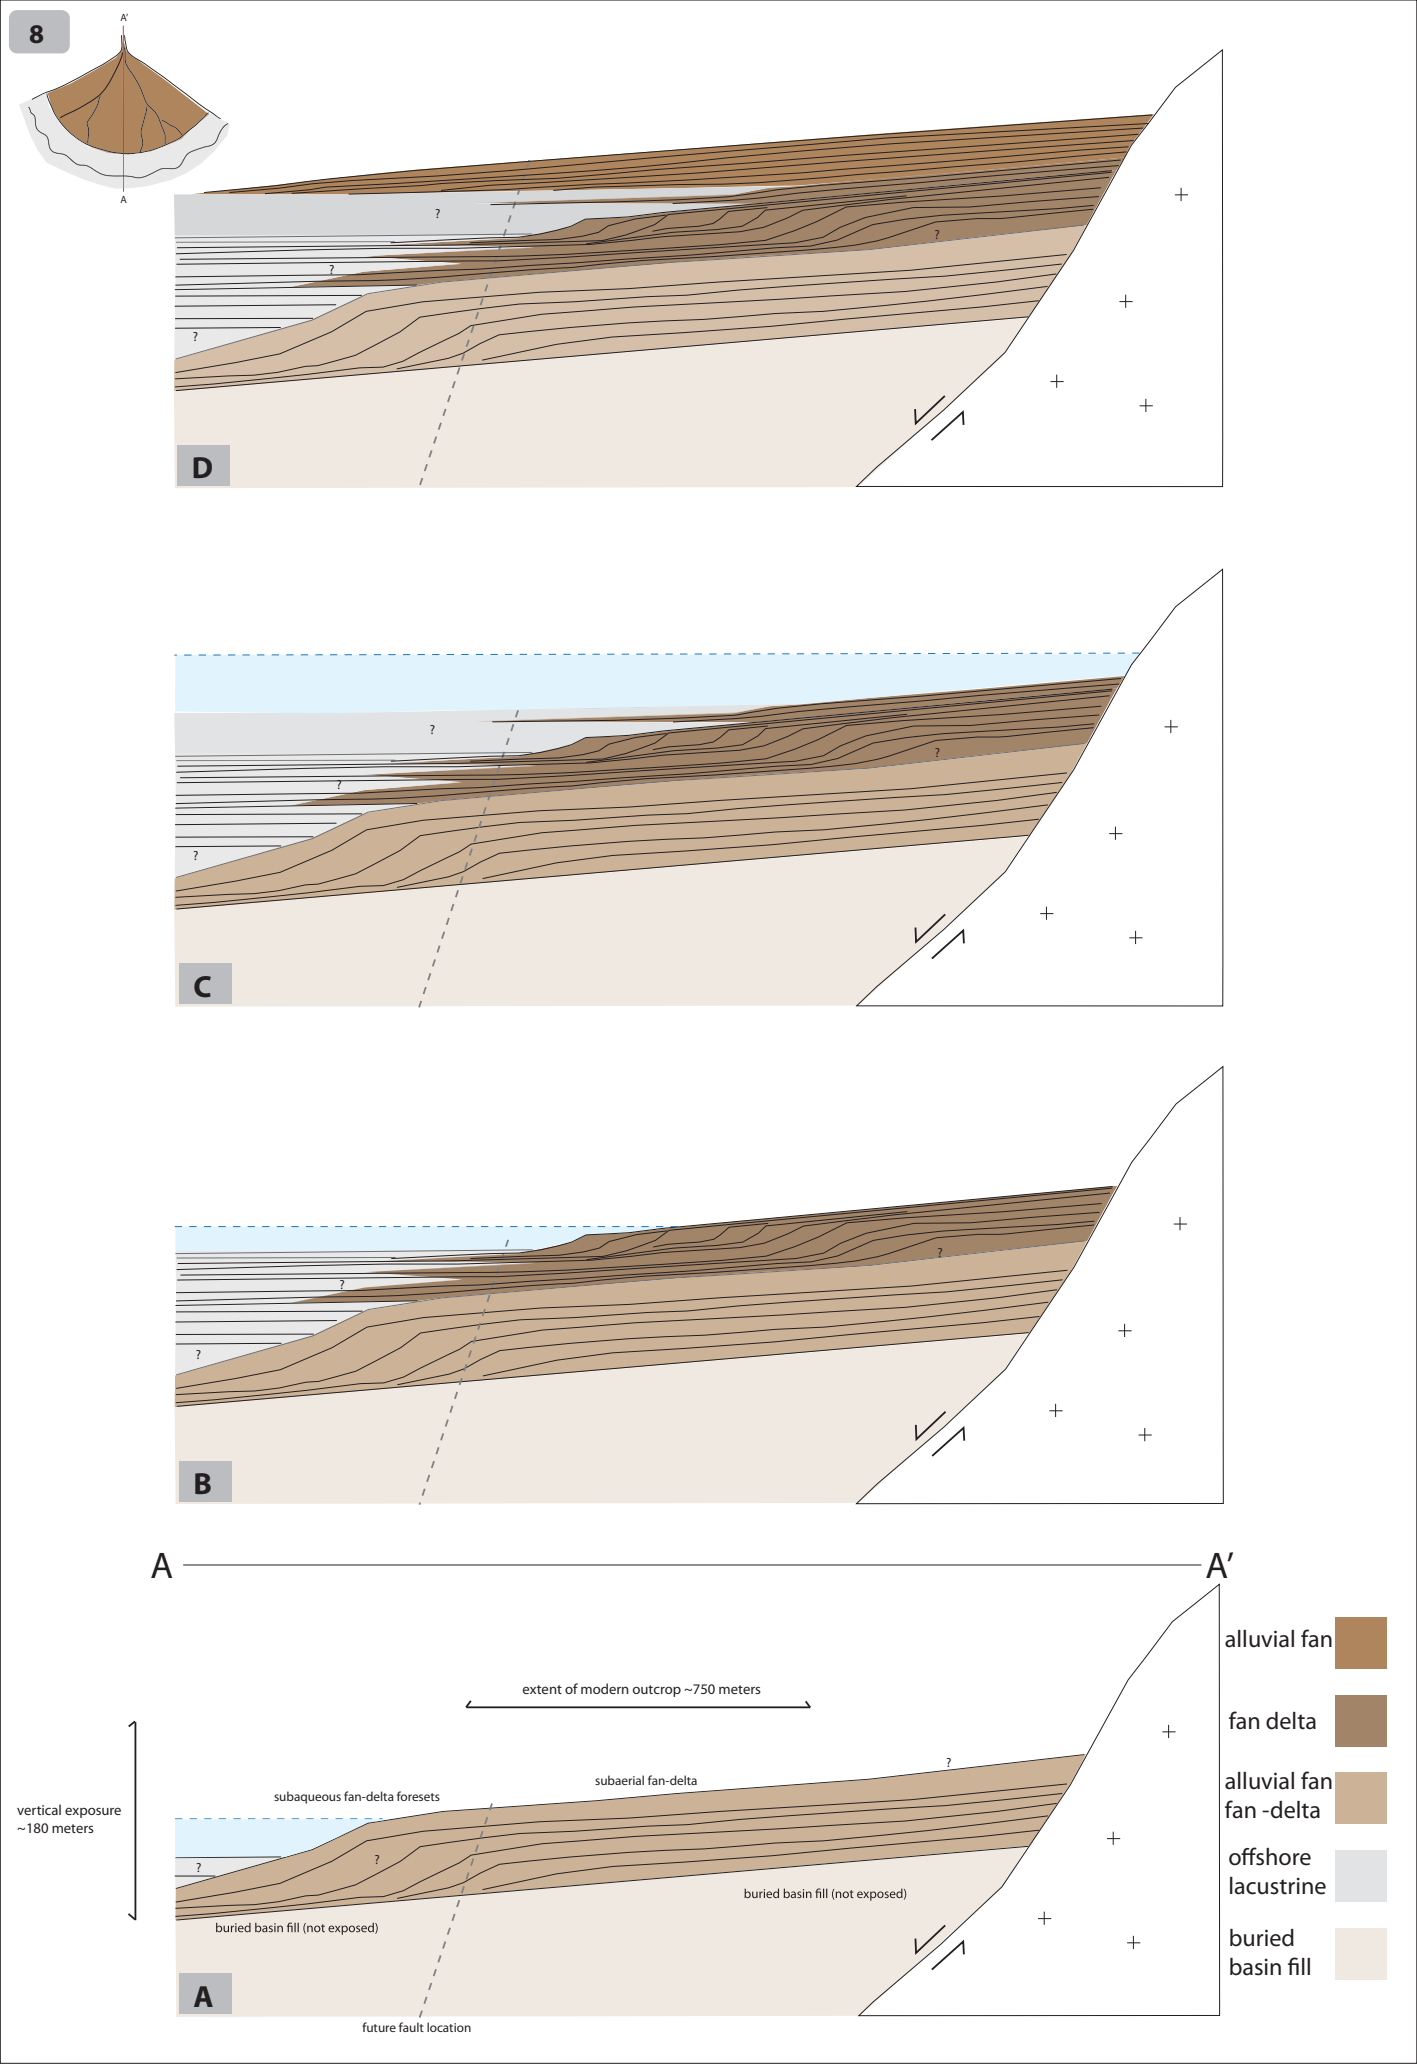 8
A'
A
?
?
?
?
D
?
?
?
?
C
?
?
?
B
A
A'
extent of modern outcrop ~750 meters
alluvial fan
fan delta
alluvial fan
fan -delta
offshore
lacustrine
buried
basin fill
vertical exposure
~180 meters
subaqueous fan-delta foresets
subaerial fan-delta
?
?
?
buried basin fill (not exposed)
buried basin fill (not exposed)
A
future fault location